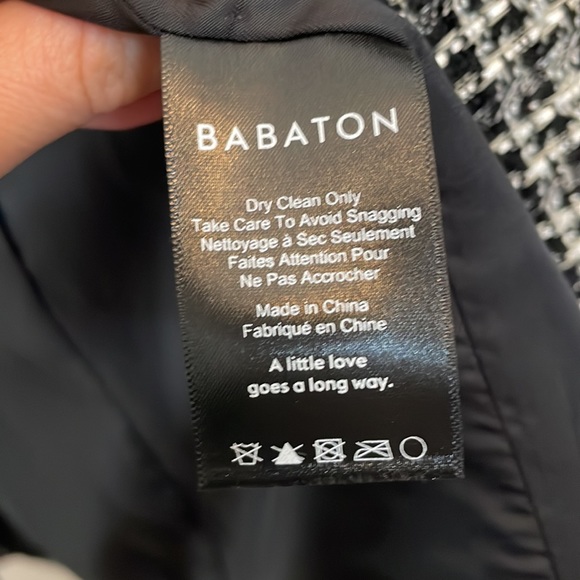 BABATON
Dry Clean Only
Take Care To Avoid Snagging
Nettoyage à Sec Seulement
Faites Attention Pour
Ne Pas Accrocher
Made in China
Fabriqué en Chine
A little love
goes a long way.